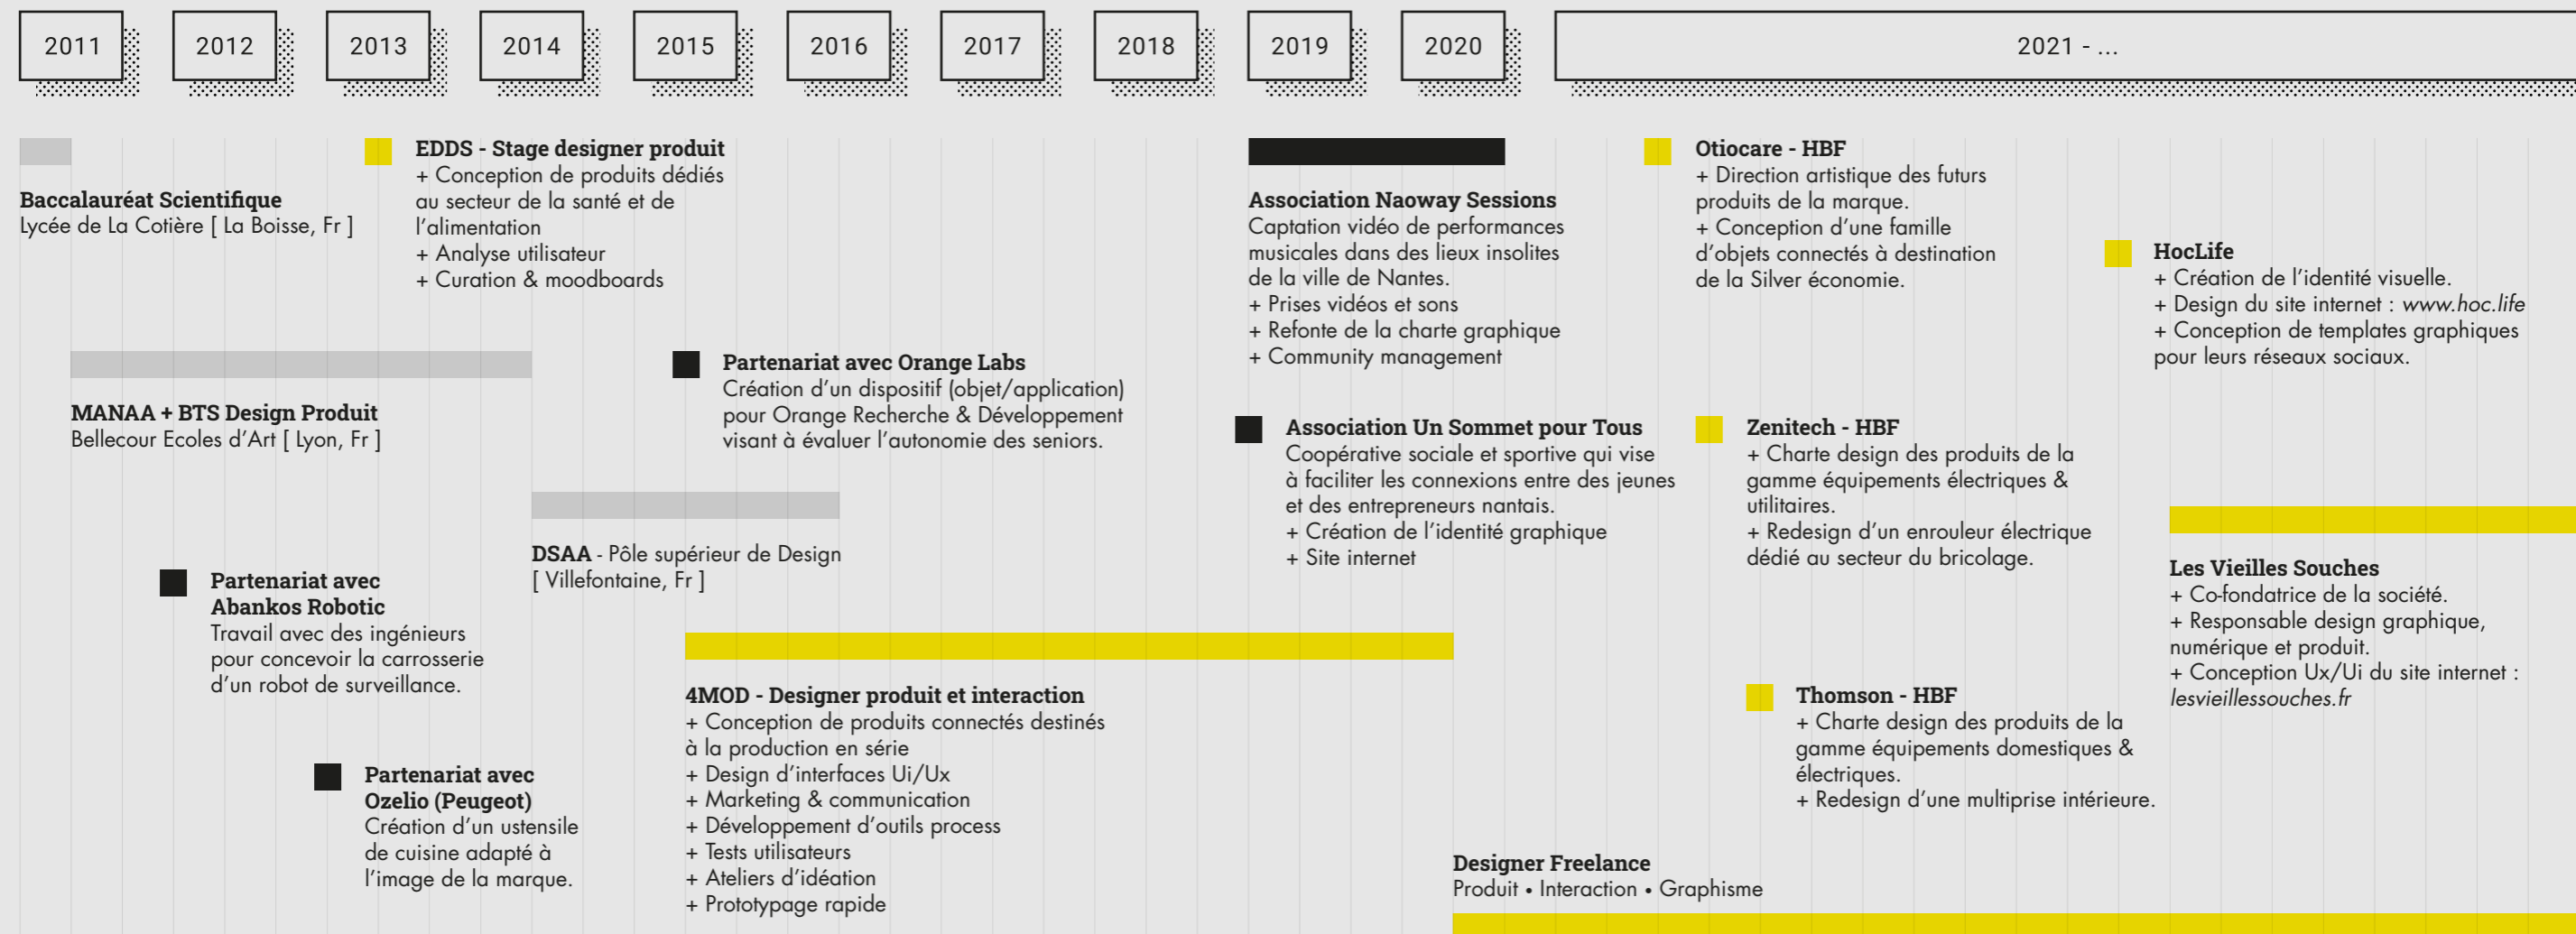 2011
2012
2013
2014
2015
2016
2017
2018
2019
2020
2021 - ...
Baccalauréat Scientifique
Lycée de La Cotière [ La Boisse, Fr ]
EDDS - Stage designer produit
+ Conception de produits dédiés
au secteur de la santé et de
l’alimentation
+ Analyse utilisateur
+ Curation & moodboards
MANAA + BTS Design Produit
Bellecour Ecoles d’Art [ Lyon, Fr ]
Partenariat avec Orange Labs
Création d’un dispositif (objet/application)
pour Orange Recherche & Développement
visant à évaluer l’autonomie des seniors.
DSAA - Pôle supérieur de Design
[ Villefontaine, Fr ]
Partenariat avec
Abankos Robotic
Travail avec des ingénieurs
pour concevoir la carrosserie
d’un robot de surveillance.
Partenariat avec
Ozelio (Peugeot)
Création d’un ustensile
de cuisine adapté à
l’image de la marque.
4MOD - Designer produit et interaction
+ Conception de produits connectés destinés
à la production en série
+ Design d’interfaces Ui/Ux
+ Marketing & communication
+ Développement d’outils process
+ Tests utilisateurs
+ Ateliers d’idéation
+ Prototypage rapide
Association Naoway Sessions
Captation vidéo de performances
musicales dans des lieux insolites
de la ville de Nantes.
+ Prises vidéos et sons
+ Refonte de la charte graphique
+ Community management
Association Un Sommet pour Tous
Coopérative sociale et sportive qui vise
à faciliter les connexions entre des jeunes
et des entrepreneurs nantais.
+ Création de l’identité graphique
+ Site internet
Otiocare - HBF
+ Direction artistique des futurs
produits de la marque.
+ Conception d’une famille
d’objets connectés à destination
de la Silver économie.
Zenitech - HBF
+ Charte design des produits de la
gamme équipements électriques &
utilitaires.
+ Redesign d’un enrouleur électrique
dédié au secteur du bricolage.
Thomson - HBF
+ Charte design des produits de la
gamme équipements domestiques &
électriques.
+ Redesign d’une multiprise intérieure.
HocLife
+ Création de l’identité visuelle.
+ Design du site internet : www.hoc.life
+ Conception de templates graphiques
pour leurs réseaux sociaux.
Les Vieilles Souches
+ Co-fondatrice de la société.
+ Responsable design graphique,
numérique et produit.
+ Conception Ux/Ui du site internet :
lesvieillessouches.fr
Designer Freelance
Produit • Interaction • Graphisme